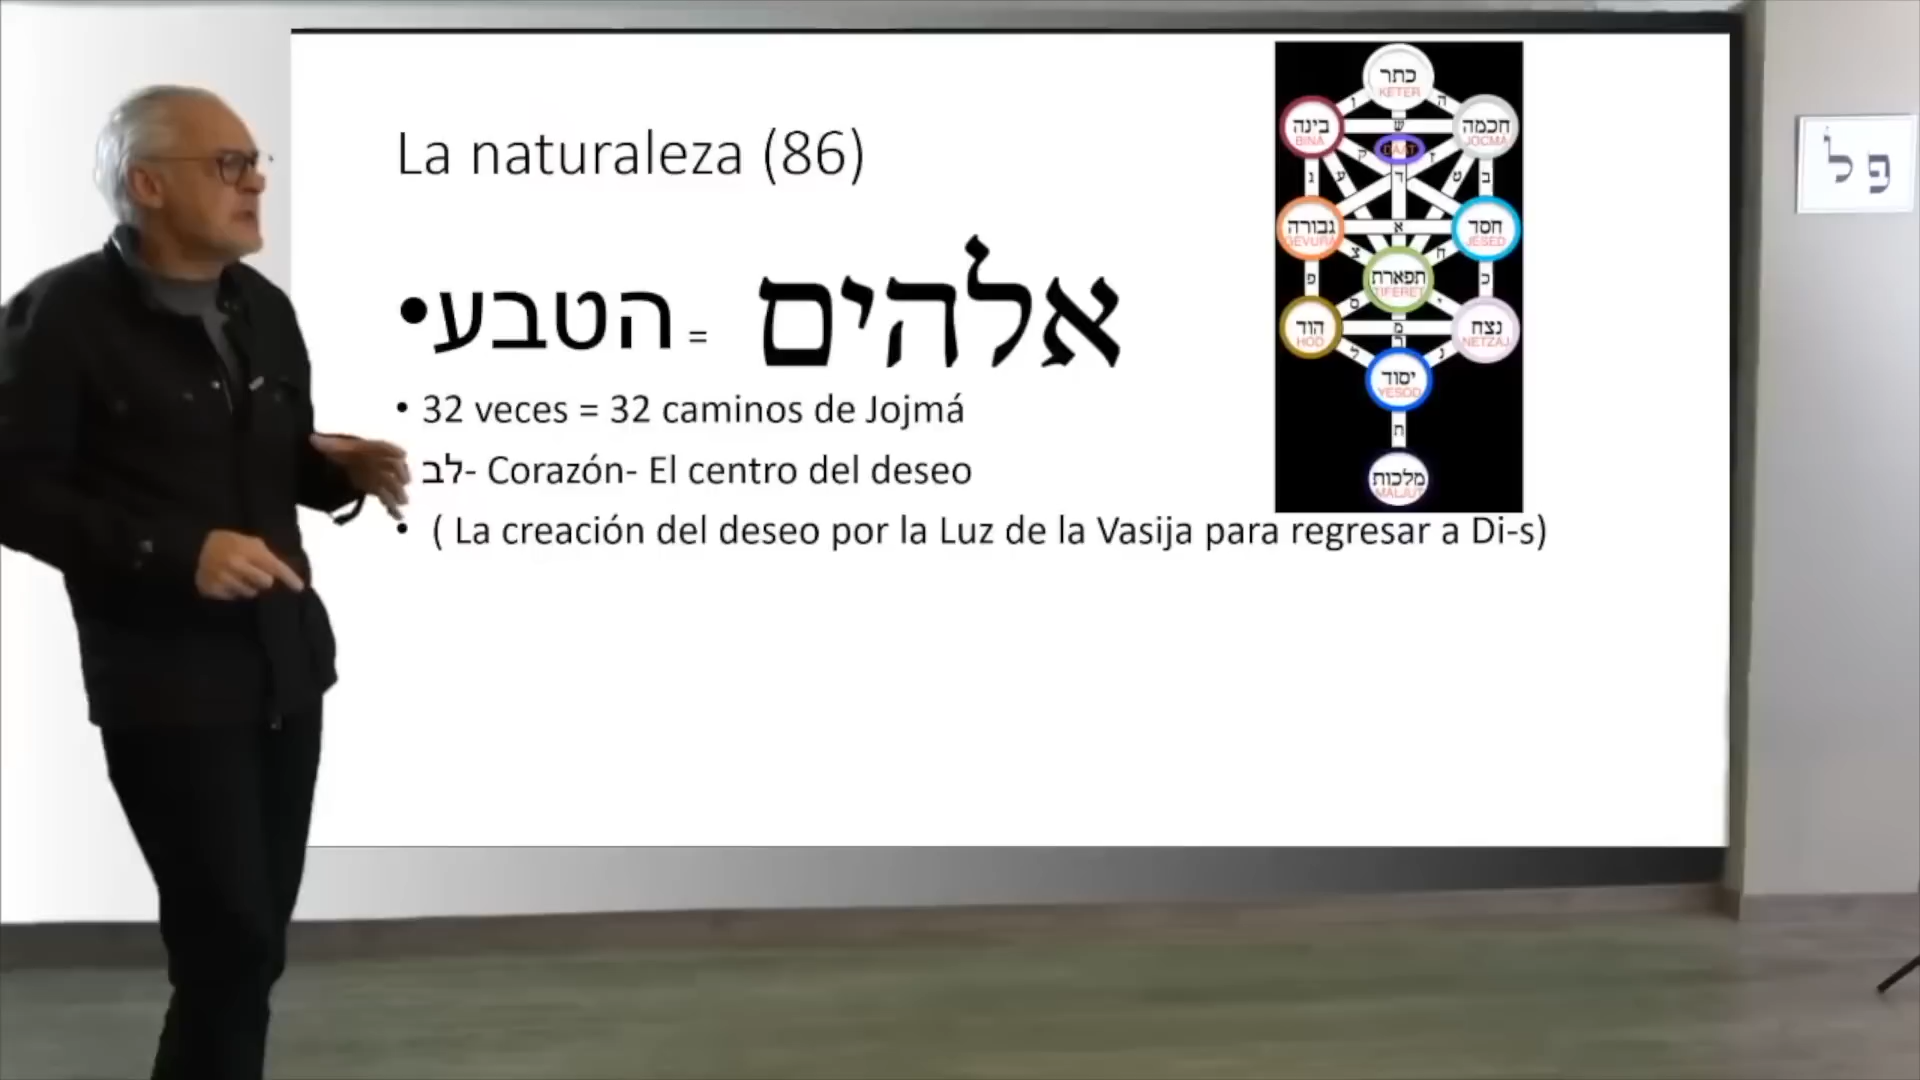 La naturaleza (86)
•הטבע = אלהים
• 32 veces = 32 caminos de Jojmá
לב- Corazón- El centro del deseo
• ( La creación del deseo por la Luz de la Vasija para regresar a Di-s)
כתר
KETER
ו ה
בינה
BINA
ש
חכמה
JOCMA
DAAT
ק ז
ג ע ד ט ב
גבורה
GEVURA
א
חסד
JESED
צ ח
תפארת
TIFERET
פ כ
ס י
הוד
HOD
מ
נצח
NETZAJ
ל ר נ
יסוד
YESOD
ת
מלכות
MALJUT
פ ל